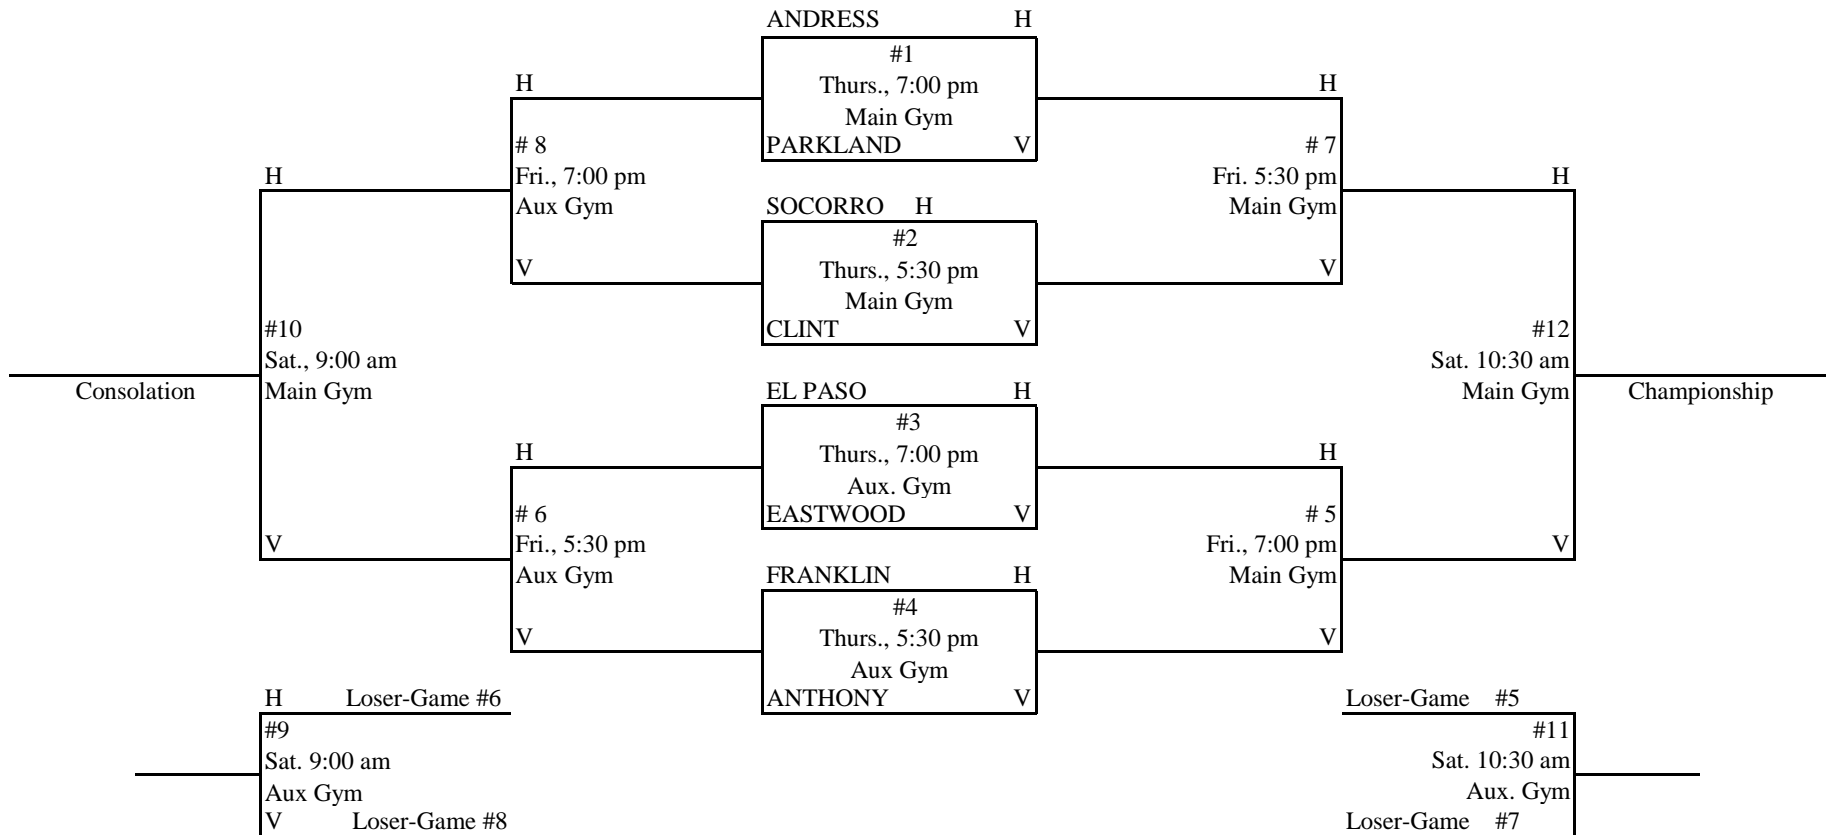 ANDRESS H
#1
H Thurs., 7:00 pm H
Main Gym
# 8 PARKLAND V # 7
H Fri., 7:00 pm Fri. 5:30 pm H
Aux Gym SOCORRO H Main Gym
#2
V Thurs., 5:30 pm V
Main Gym
#10 CLINT V #12
Sat., 9:00 am Sat. 10:30 am
Consolation Main Gym EL PASO H Main Gym Championship
#3
H Thurs., 7:00 pm H
Aux. Gym
# 6 EASTWOOD V # 5
V Fri., 5:30 pm Fri., 7:00 pm V
Aux Gym FRANKLIN H Main Gym
#4
V Thurs., 5:30 pm V
Aux Gym
H Loser-Game #6 ANTHONY V Loser-Game #5
#9 #11
Sat. 9:00 am Sat. 10:30 am
Aux Gym Aux. Gym
V Loser-Game #8 Loser-Game #7